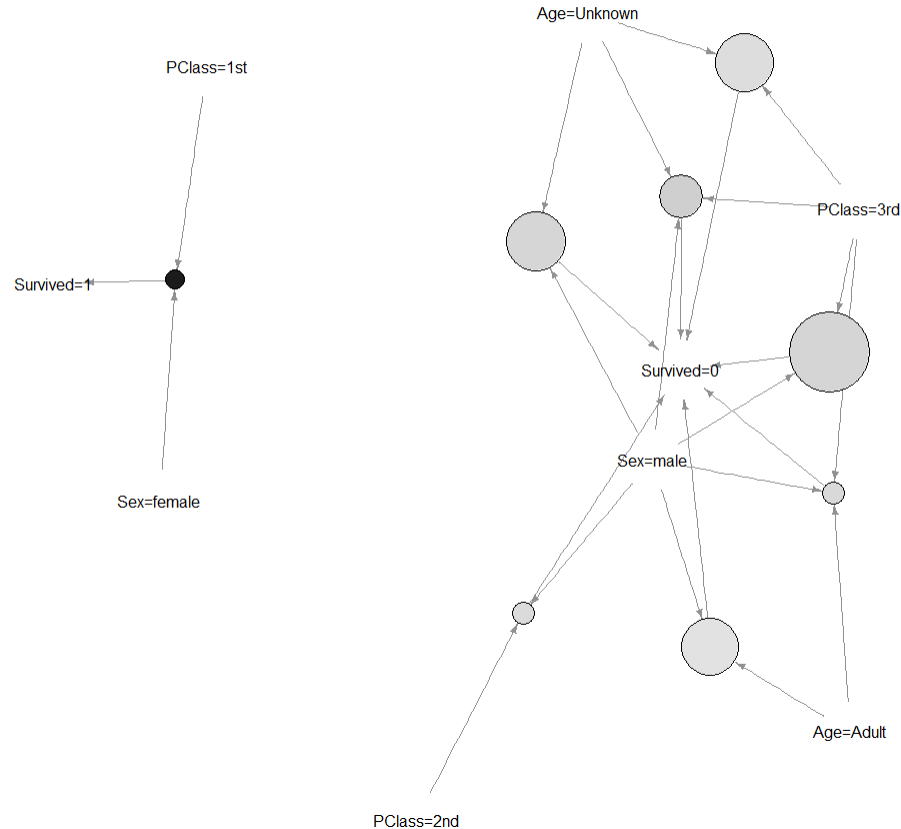 Age=Unknown
PClass=1st
PClass=3rd
Survived=1
Survived=0
Sex=male
Sex=female
Age=Adult
PClass=2nd